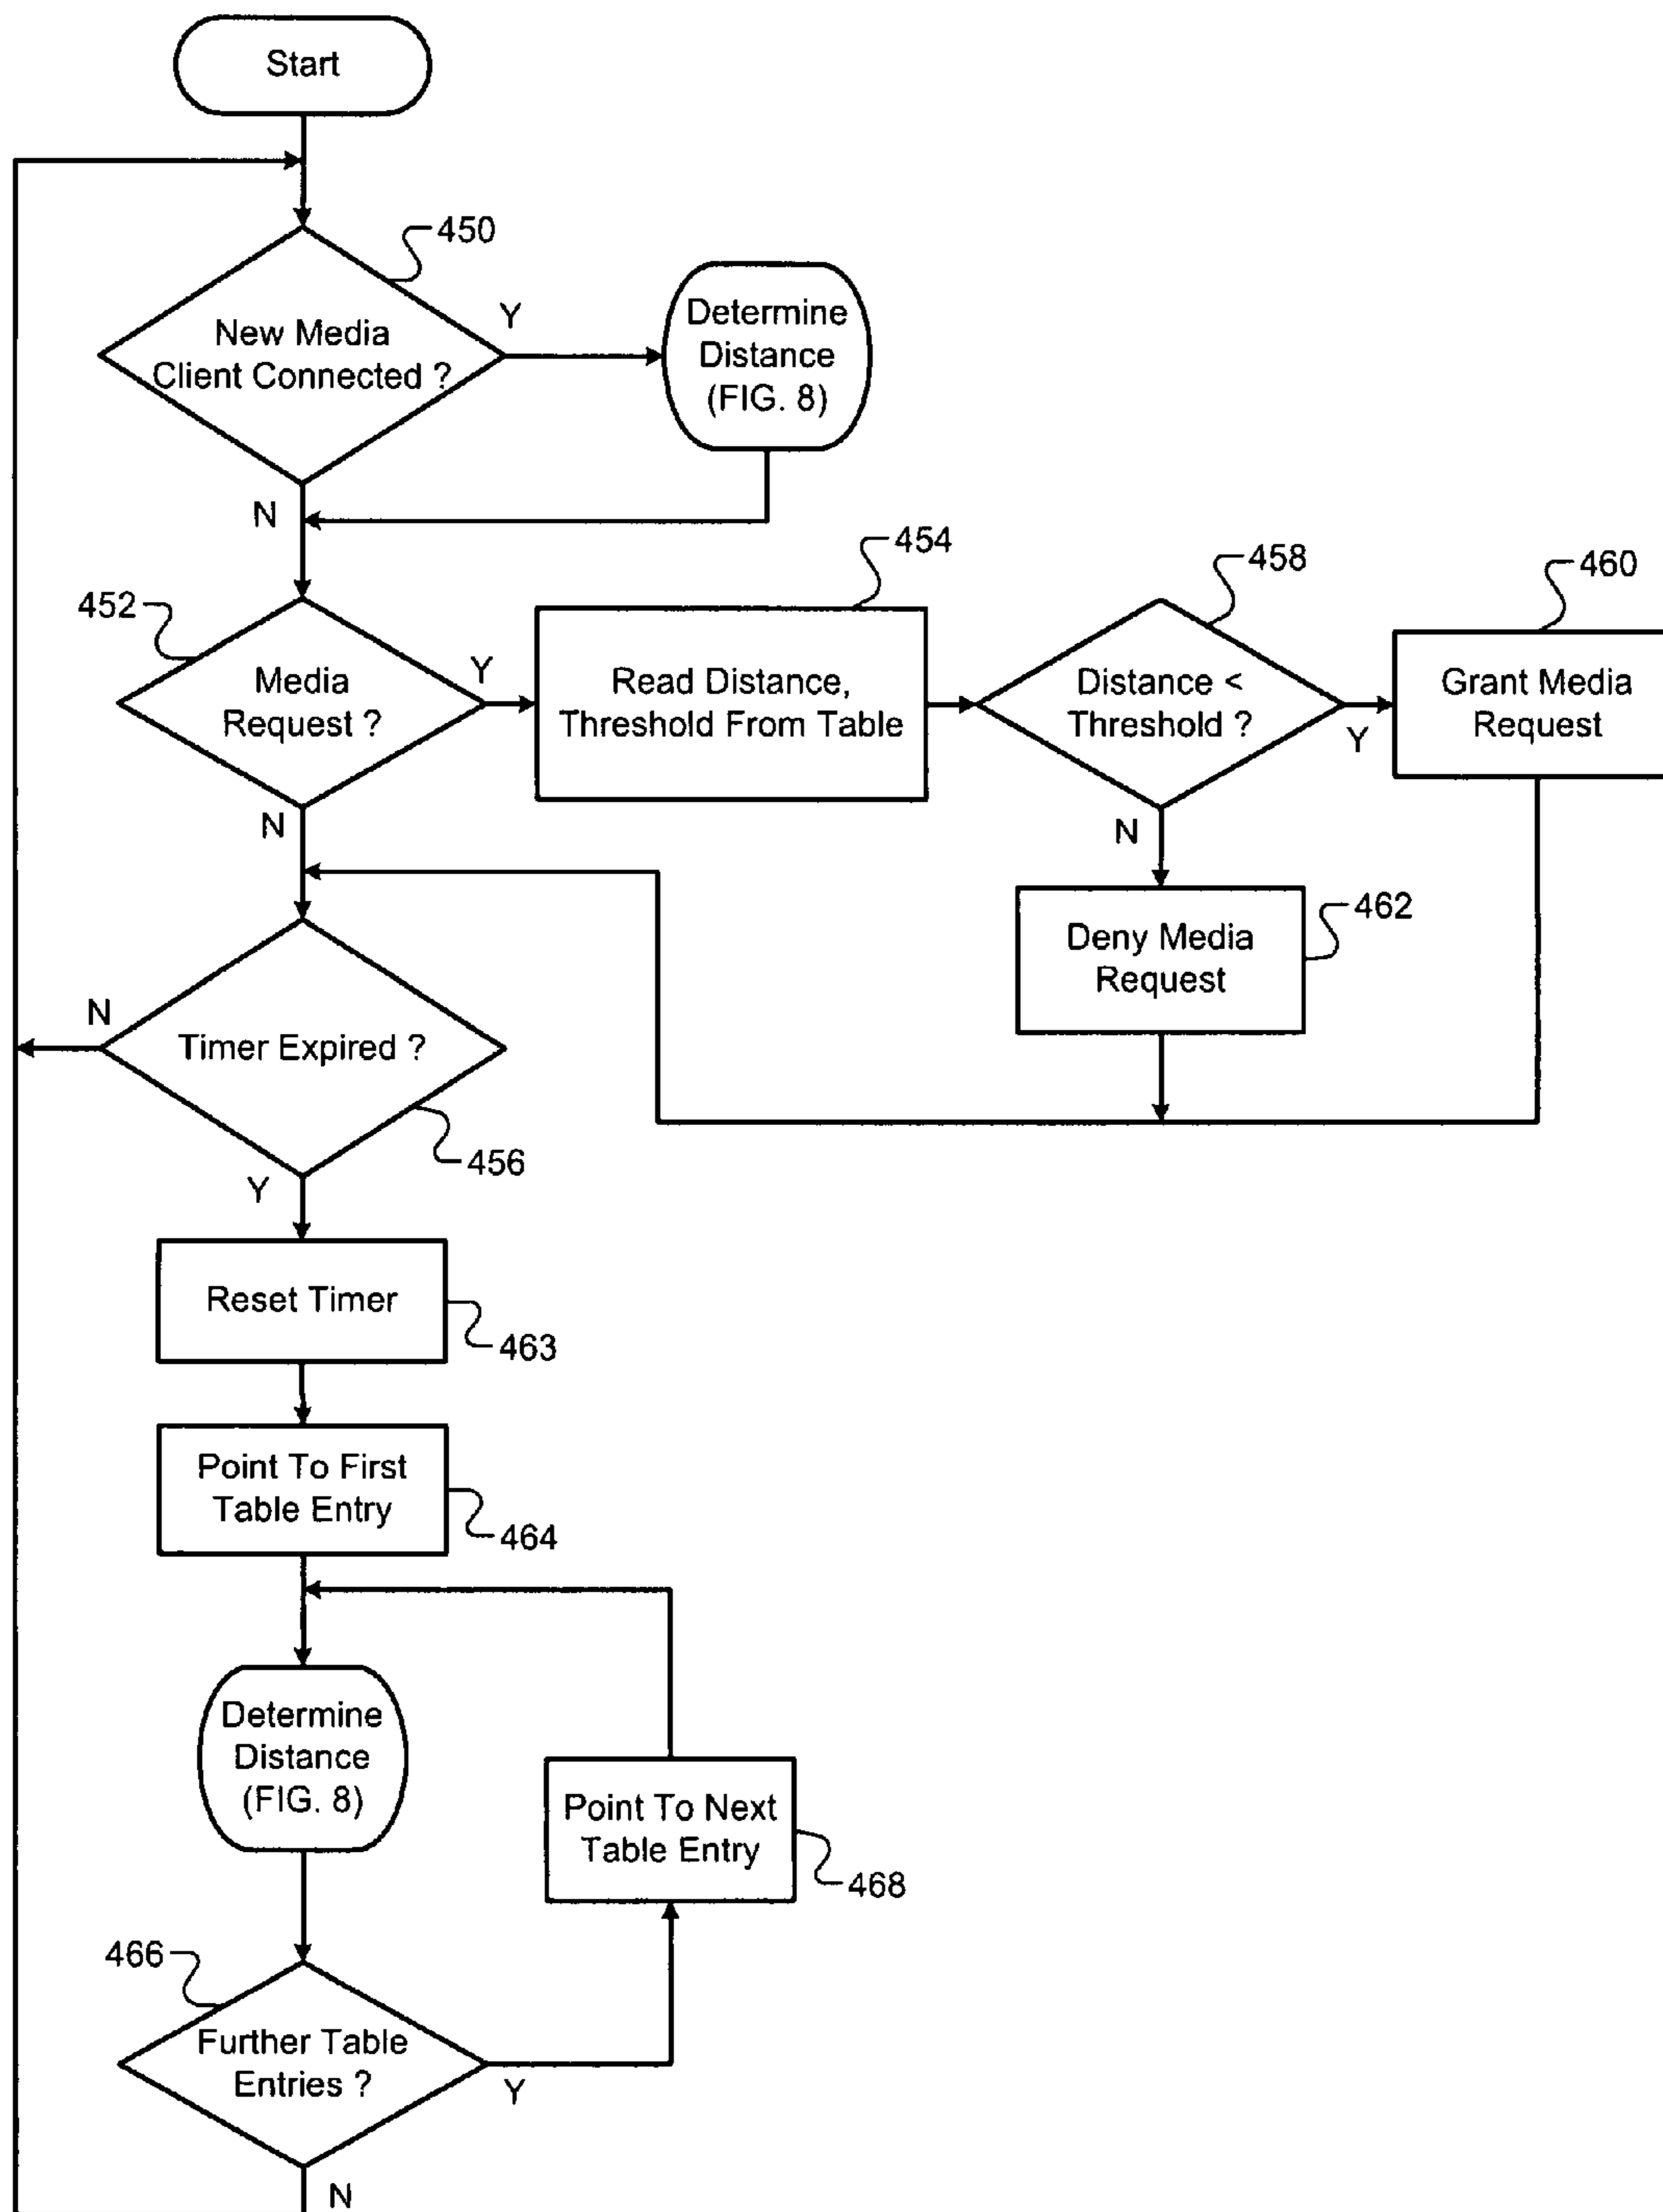 Start
450
New Media
Client Connected ?
Y
Determine
Distance
(FIG. 8)
N
452
Media
Request ?
Y
454
Read Distance,
Threshold From Table
458
Distance <
Threshold ?
Y
460
Grant Media
Request
N
N
462
Deny Media
Request
N
Timer Expired ?
456
Y
Reset Timer
463
Point To First
Table Entry
464
Determine
Distance
(FIG. 8)
Point To Next
Table Entry
468
466
Further Table
Entries ?
Y
N